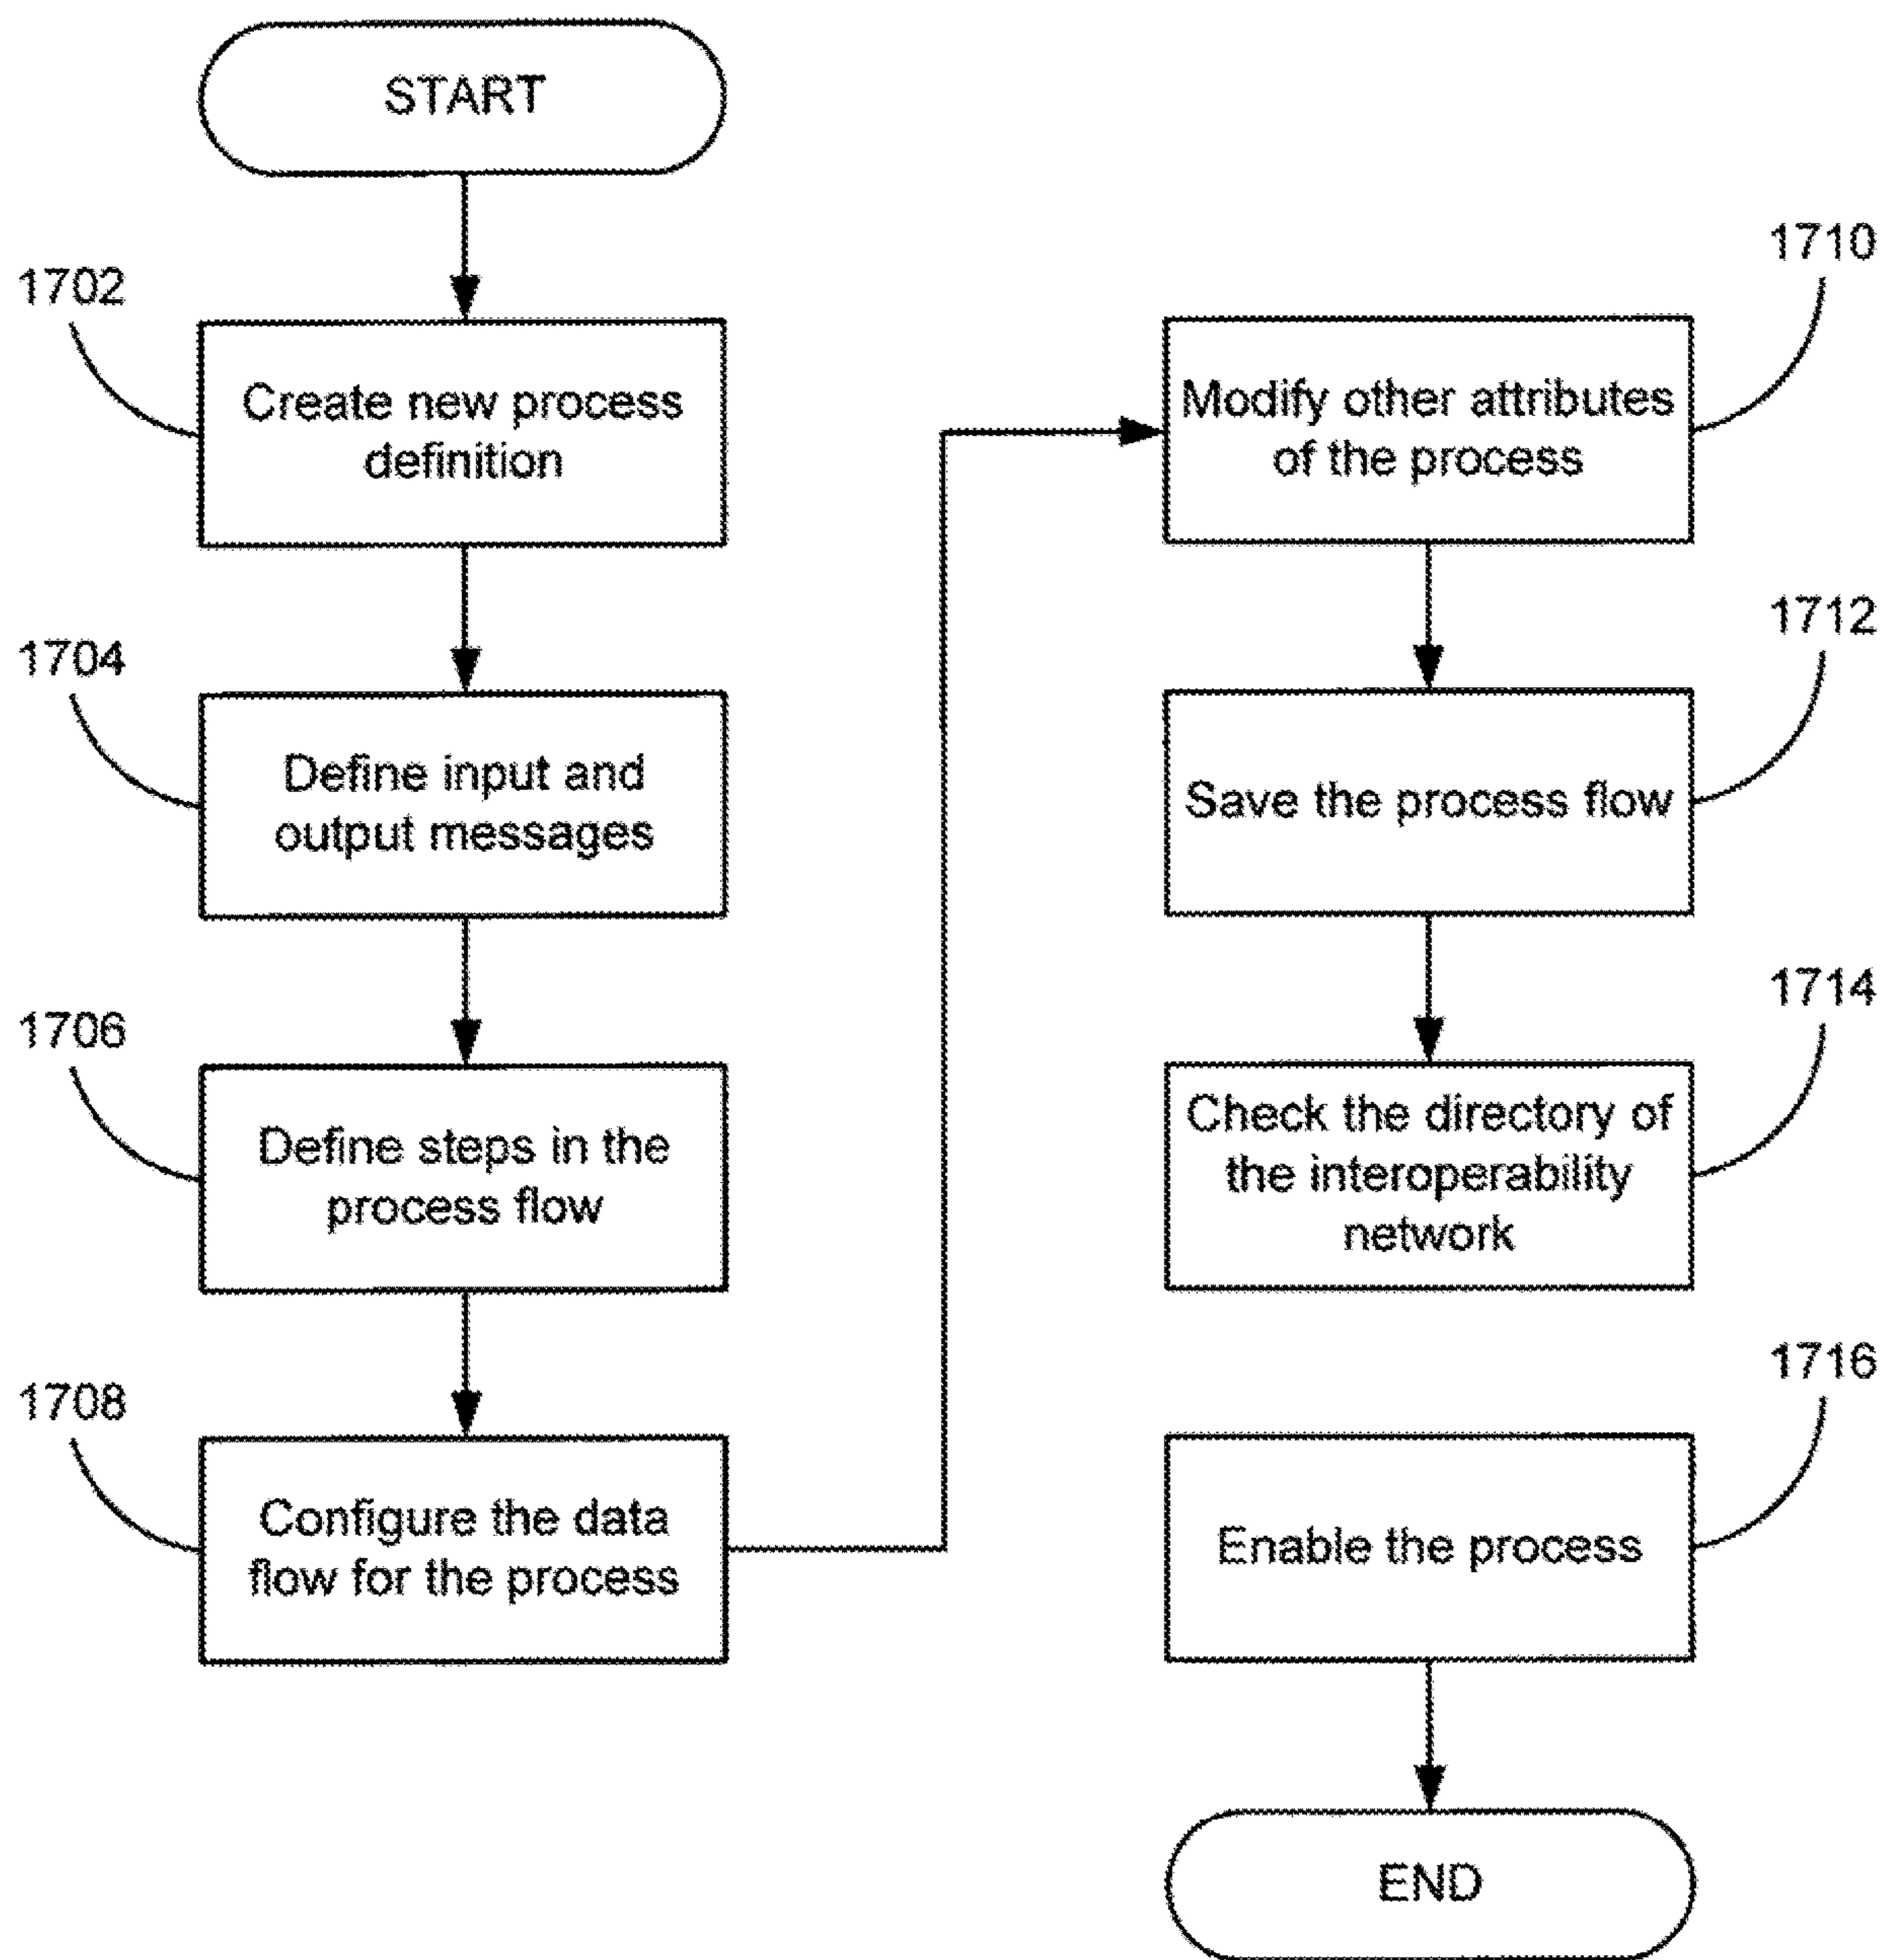 START
1702
Create new process
definition
1704
Define input and
output messages
1706
Define steps in the
process flow
1708
Configure the data
flow for the process
1710
Modify other attributes
of the process
1712
Save the process flow
1714
Check the directory of
the interoperability
network
1716
Enable the process
END